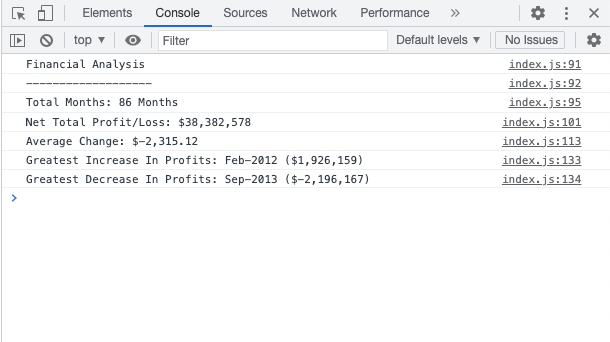 Elements Console Sources Network Performance »
top ▼ Filter Default levels ▼ No Issues
Financial Analysis index.js:91
------------------- index.js:92
Total Months: 86 Months index.js:95
Net Total Profit/Loss: $38,382,578 index.js:101
Average Change: $-2,315.12 index.js:113
Greatest Increase In Profits: Feb-2012 ($1,926,159) index.js:133
Greatest Decrease In Profits: Sep-2013 ($-2,196,167) index.js:134
>